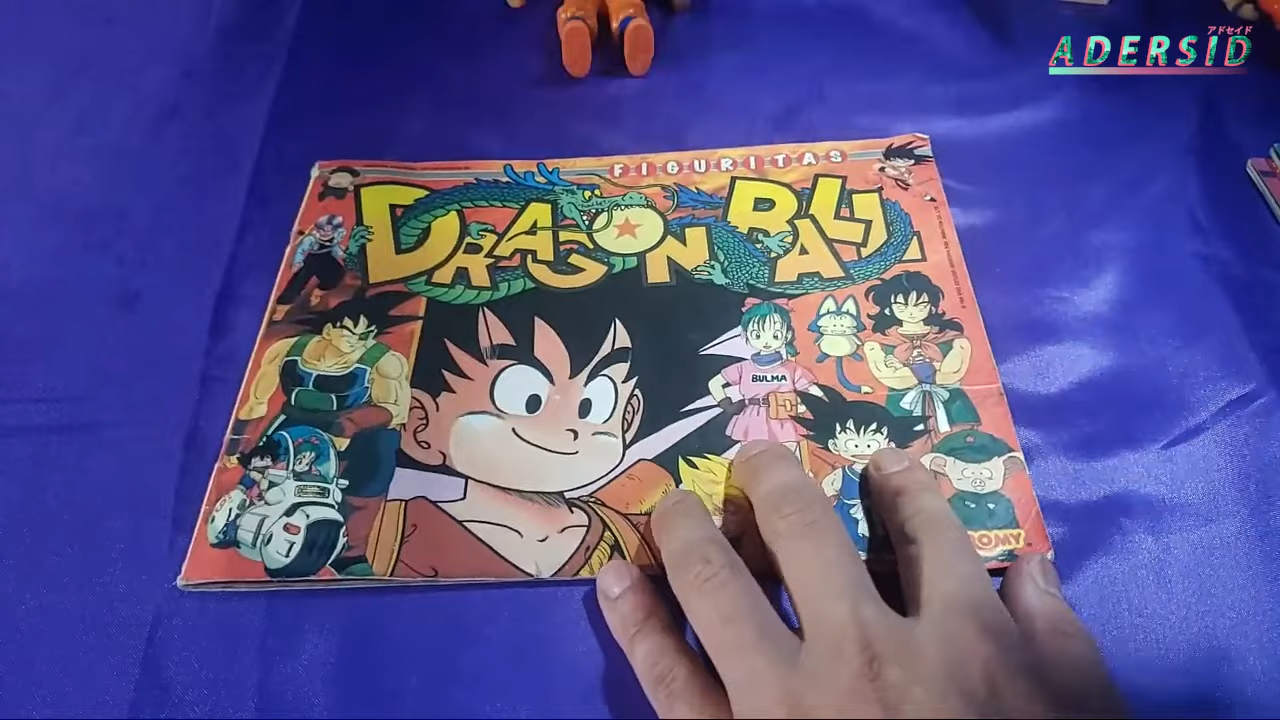 アドセイド
ADERSID
FIGURITAS
DRAGON BALL
BULMA
ROMY